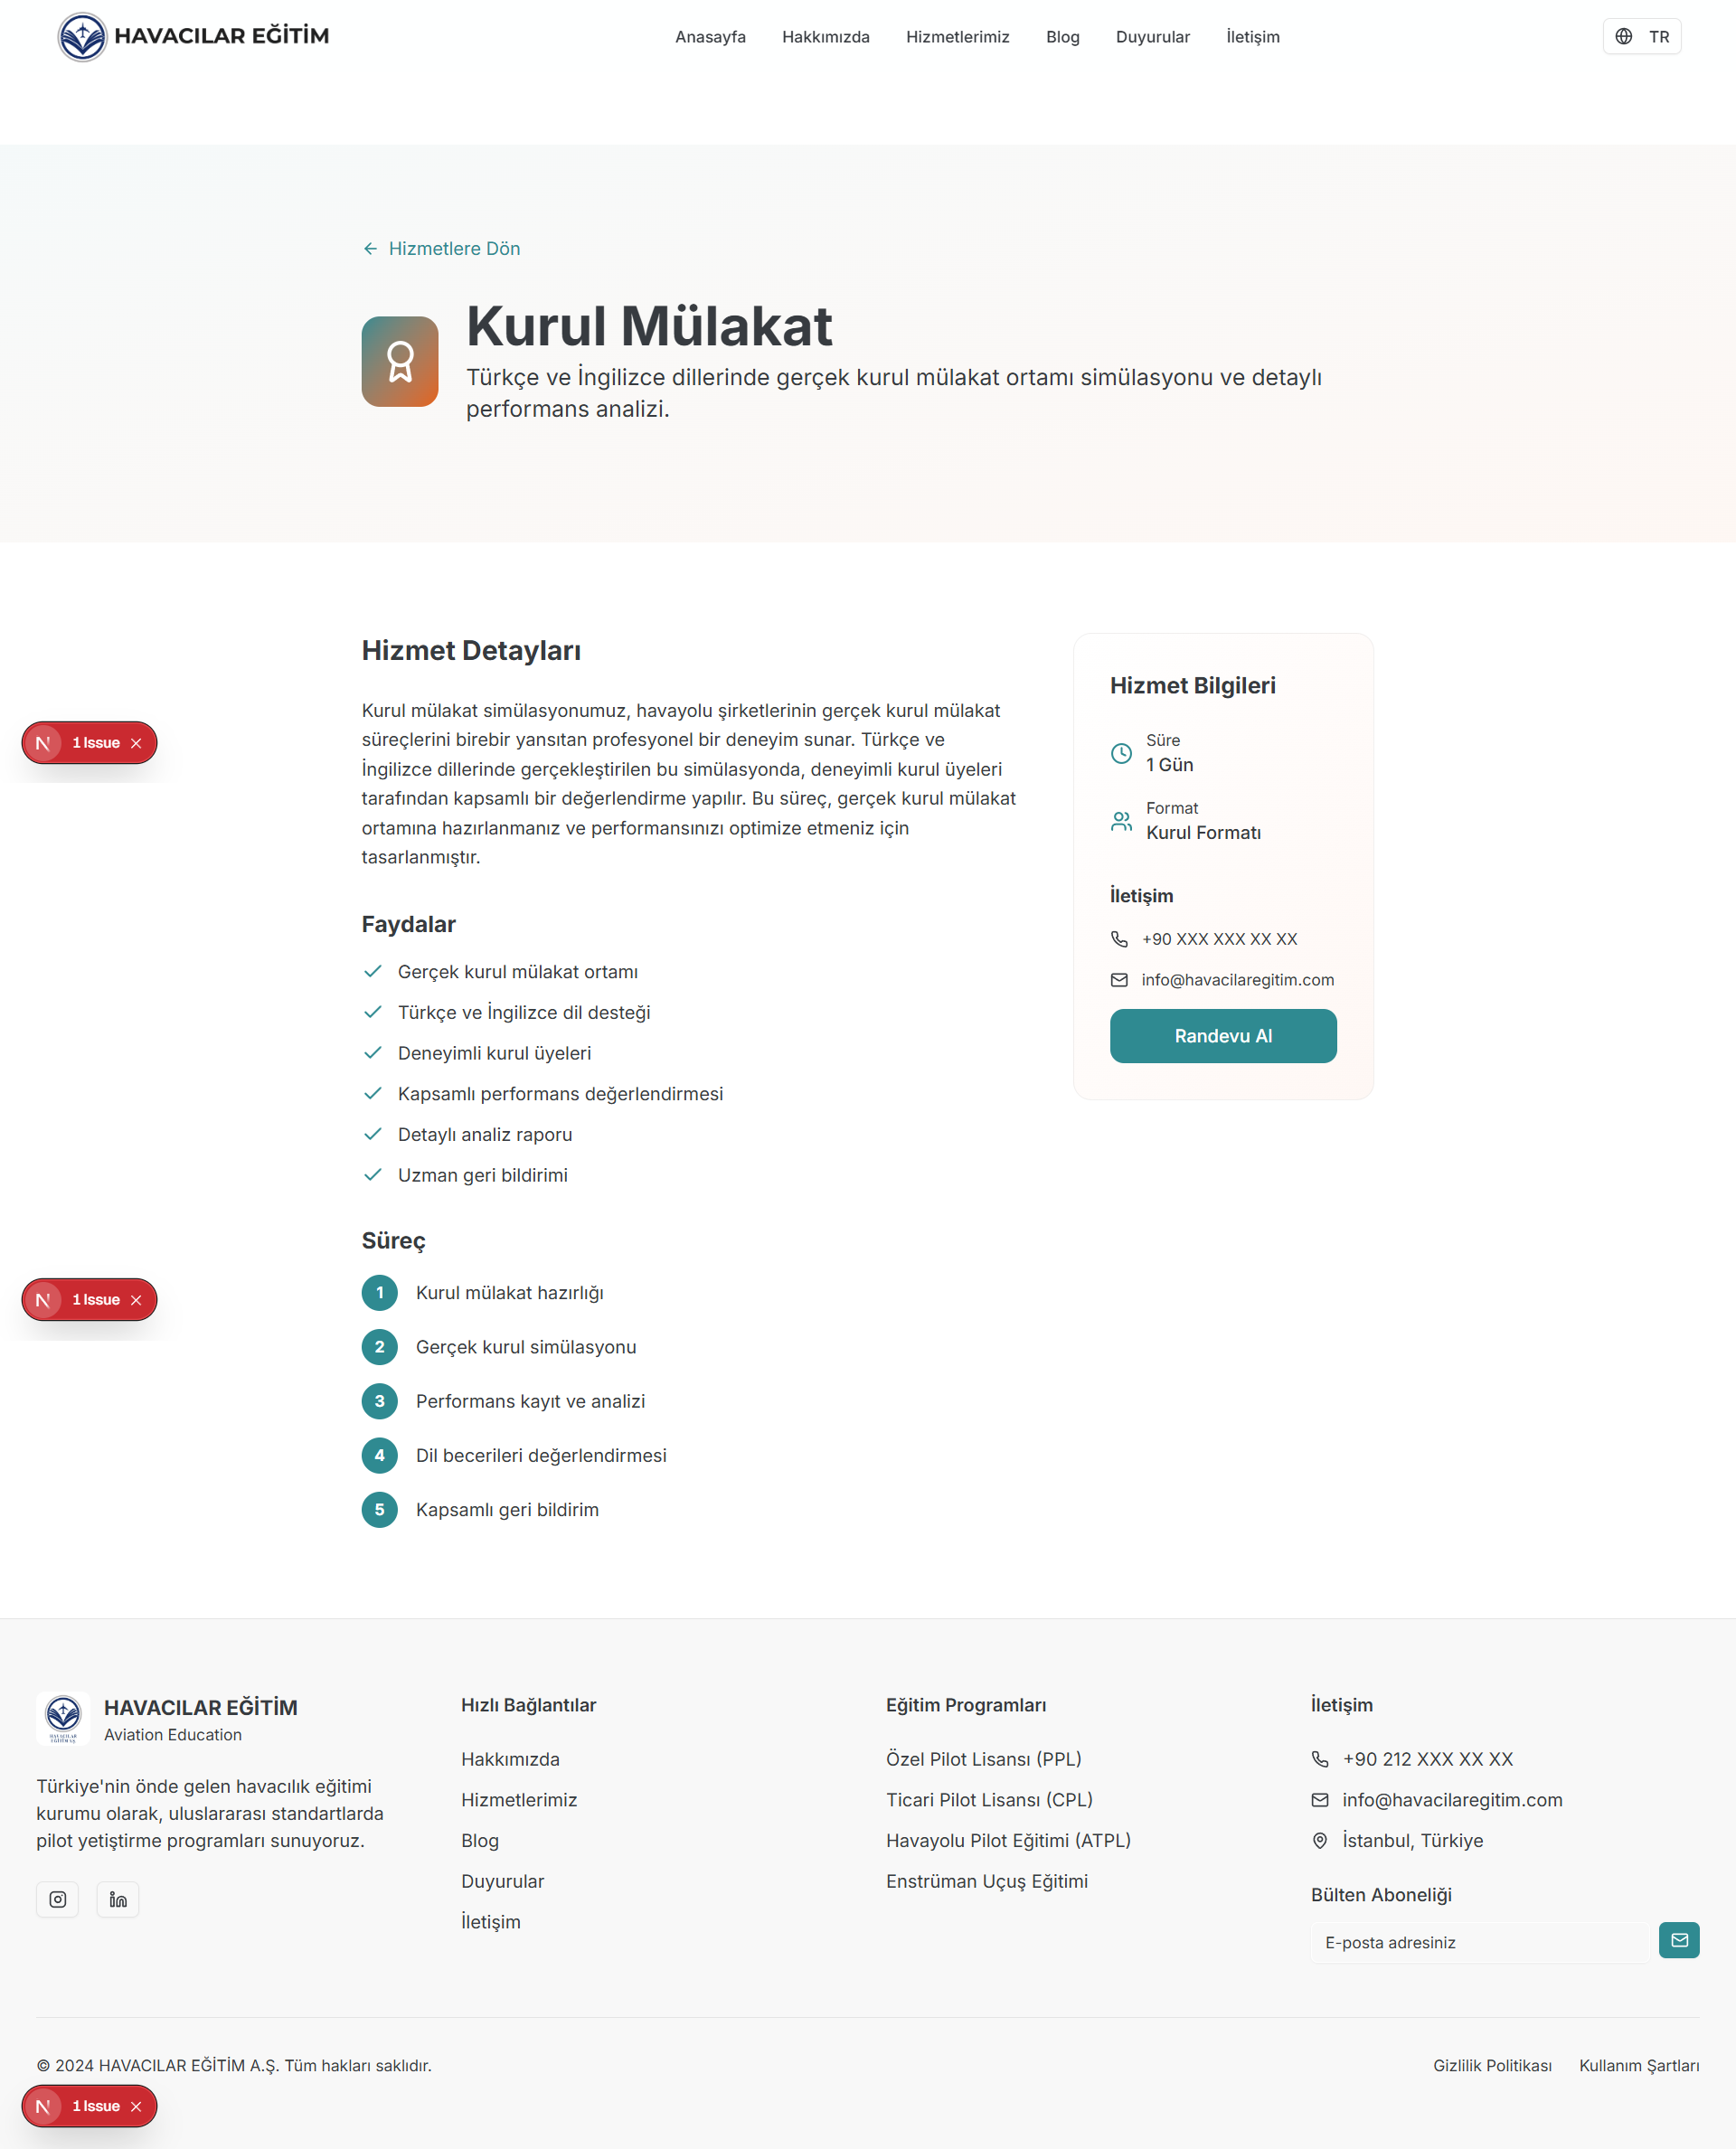 HAVACILAR EĞİTİM
Anasayfa
Hakkımızda
Hizmetlerimiz
Blog
Duyurular
İletişim
TR
Hizmetlere Dön
Kurul Mülakat
Türkçe ve İngilizce dillerinde gerçek kurul mülakat ortamı simülasyonu ve detaylı
performans analizi.
Hizmet Detayları
Kurul mülakat simülasyonumuz, havayolu şirketlerinin gerçek kurul mülakat
süreçlerini birebir yansıtan profesyonel bir deneyim sunar. Türkçe ve
İngilizce dillerinde gerçekleştirilen bu simülasyonda, deneyimli kurul üyeleri
tarafından kapsamlı bir değerlendirme yapılır. Bu süreç, gerçek kurul mülakat
ortamına hazırlanmanız ve performansınızı optimize etmeniz için
tasarlanmıştır.
Faydalar
Gerçek kurul mülakat ortamı
Türkçe ve İngilizce dil desteği
Deneyimli kurul üyeleri
Kapsamlı performans değerlendirmesi
Detaylı analiz raporu
Uzman geri bildirimi
Süreç
1 Kurul mülakat hazırlığı
2 Gerçek kurul simülasyonu
3 Performans kayıt ve analizi
4 Dil becerileri değerlendirmesi
5 Kapsamlı geri bildirim
Hizmet Bilgileri
Süre
1 Gün
Format
Kurul Formatı
İletişim
+90 XXX XXX XX XX
info@havacilaregitim.com
Randevu Al
N 1 Issue
N 1 Issue
HAVACILAR EĞİTİM
Aviation Education
Türkiye'nin önde gelen havacılık eğitimi
kurumu olarak, uluslararası standartlarda
pilot yetiştirme programları sunuyoruz.
Hızlı Bağlantılar
Hakkımızda
Hizmetlerimiz
Blog
Duyurular
İletişim
Eğitim Programları
Özel Pilot Lisansı (PPL)
Ticari Pilot Lisansı (CPL)
Havayolu Pilot Eğitimi (ATPL)
Enstrüman Uçuş Eğitimi
İletişim
+90 212 XXX XX XX
info@havacilaregitim.com
İstanbul, Türkiye
Bülten Aboneliği
E-posta adresiniz
© 2024 HAVACILAR EĞİTİM A.Ş. Tüm hakları saklıdır.
Gizlilik Politikası
Kullanım Şartları
N 1 Issue